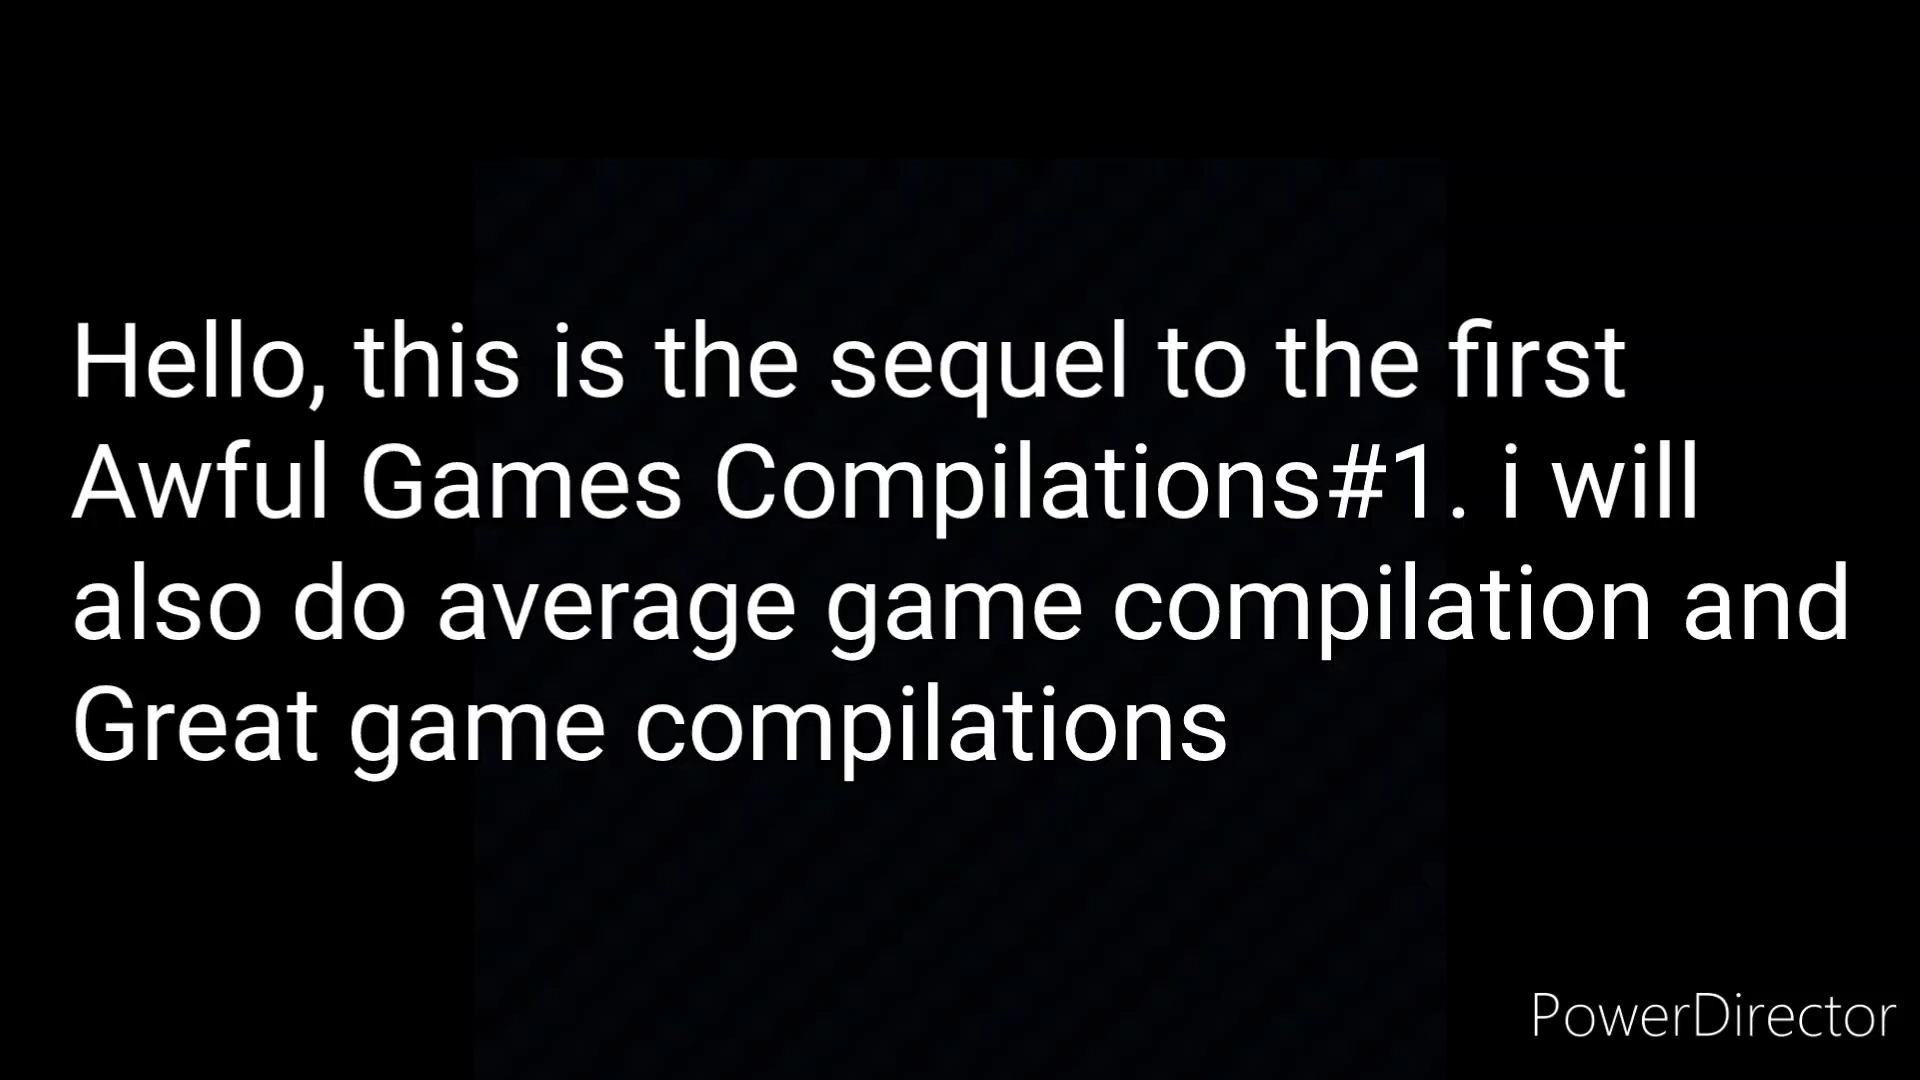 Hello, this is the sequel to the first
Awful Games Compilations#1. i will
also do average game compilation and
Great game compilations
PowerDirector